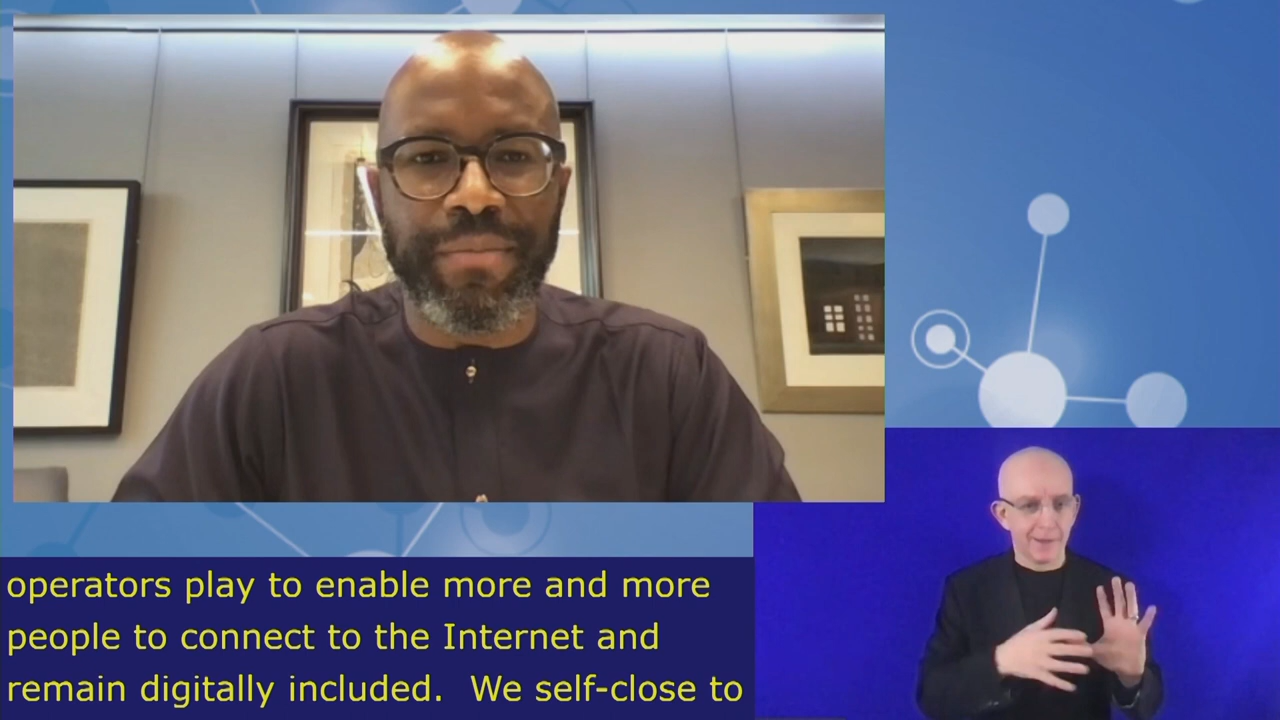 operators play to enable more and more
people to connect to the Internet and
remain digitally included.  We self-close to